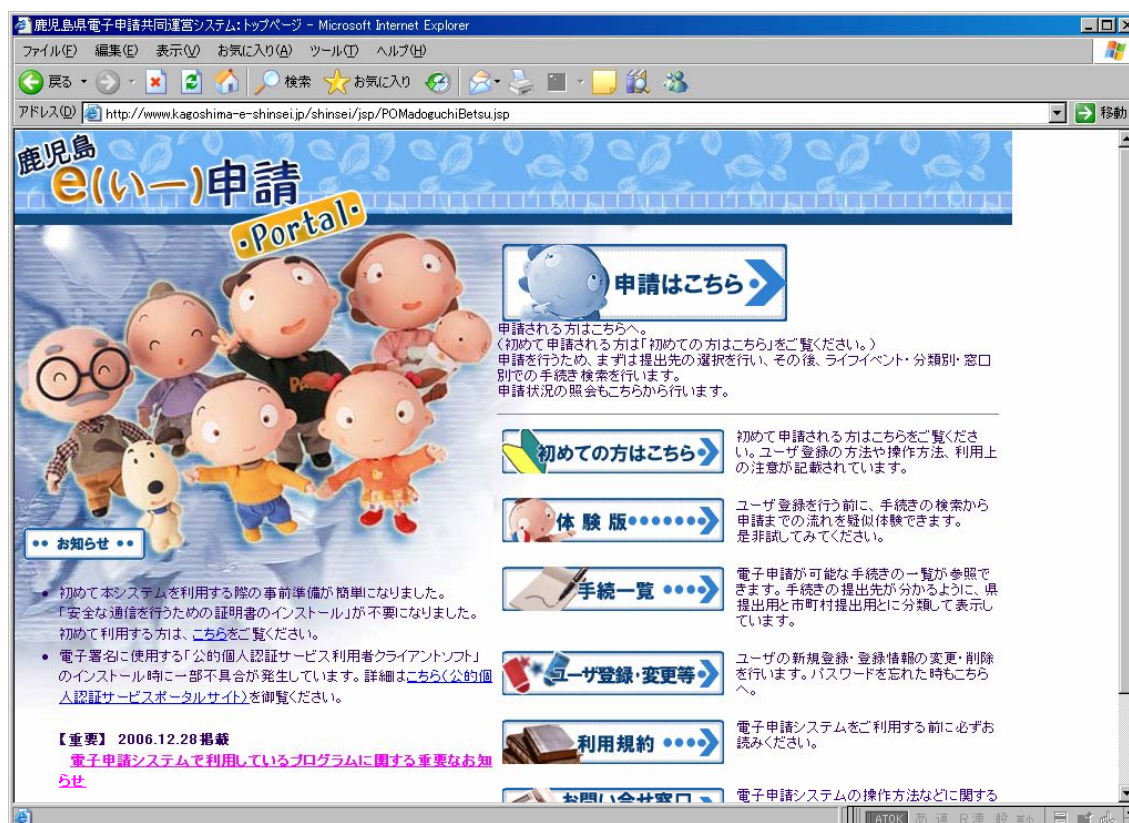 鹿児島県電子申請共同運営システム：トップページ - Microsoft Internet Explorer
ファイル(F) 編集(E) 表示(V) お気に入り(A) ツール(T) ヘルプ(H)
戻る 検索 お気に入り
アドレス(D) http://www.kagoshima-e-shinsei.jp/shinsei/jsp/POMadoguchiBetsu.jsp 移動
鹿児島
e(いー)申請
・Portal・
申請はこちら
申請される方はこちらへ。
（初めて申請される方は「初めての方はこちら」をご覧ください。）
申請を行うため、まずは提出先の選択を行い、その後、ライフイベント・分類別・窓口
別での手続き検索を行います。
申請状況の照会もこちらから行います。
初めての方はこちら
初めて申請される方はこちらをご覧くださ
い。ユーザ登録の方法や操作方法、利用上
の注意が記載されています。
体験版
ユーザ登録を行う前に、手続きの検索から
申請までの流れを疑似体験できます。
是非試してみてください。
手続一覧
電子申請が可能な手続きの一覧が参照で
きます。手続きの提出先が分かるように、県
提出用と市町村提出用とに分類して表示し
ています。
ユーザ登録・変更等
ユーザの新規登録・登録情報の変更・削除
を行います。パスワードを忘れた時もこちら
へ。
利用規約
電子申請システムをご利用する前に必ずお
読みください。
お問い合せ窓口
電子申請システムの操作方法などに関する
お知らせ
• 初めて本システムを利用する際の事前準備が簡単になりました。
「安全な通信を行うための証明書のインストール」が不要になりました。
初めて利用する方は、こちらをご覧ください。
• 電子署名に使用する「公的個人認証サービス利用者クライアントソフト」
のインストール時に一部不具合が発生しています。詳細はこちら(公的個
人認証サービスポータルサイト)を御覧ください。
【重要】 2006.12.28掲載
電子申請システムで利用しているプログラムに関する重要なお知
らせ
ATOK あ 連 R漢 般